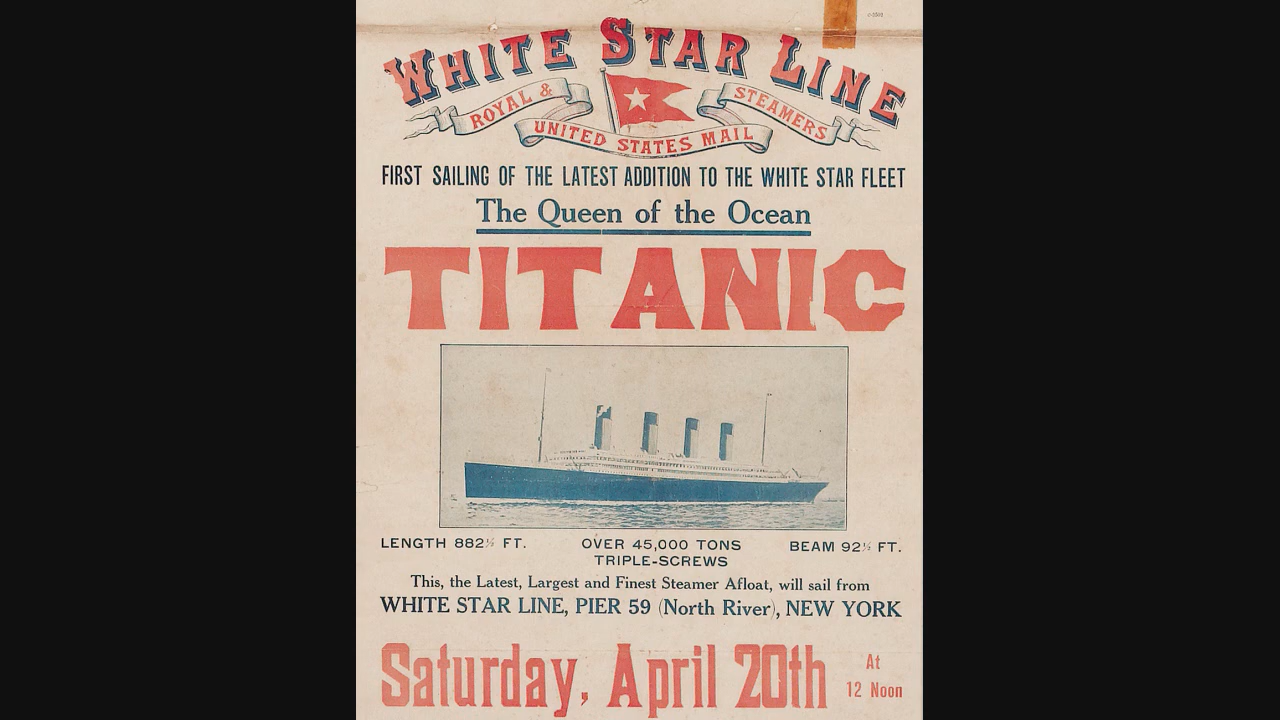 WHITE STAR LINE
ROYAL & UNITED STATES MAIL STEAMERS
FIRST SAILING OF THE LATEST ADDITION TO THE WHITE STAR FLEET
The Queen of the Ocean
TITANIC
LENGTH 882½ FT. OVER 45,000 TONS BEAM 92½ FT.
TRIPLE-SCREWS
This, the Latest, Largest and Finest Steamer Afloat, will sail from
WHITE STAR LINE, PIER 59 (North River), NEW YORK
Saturday, April 20th At
12 Noon